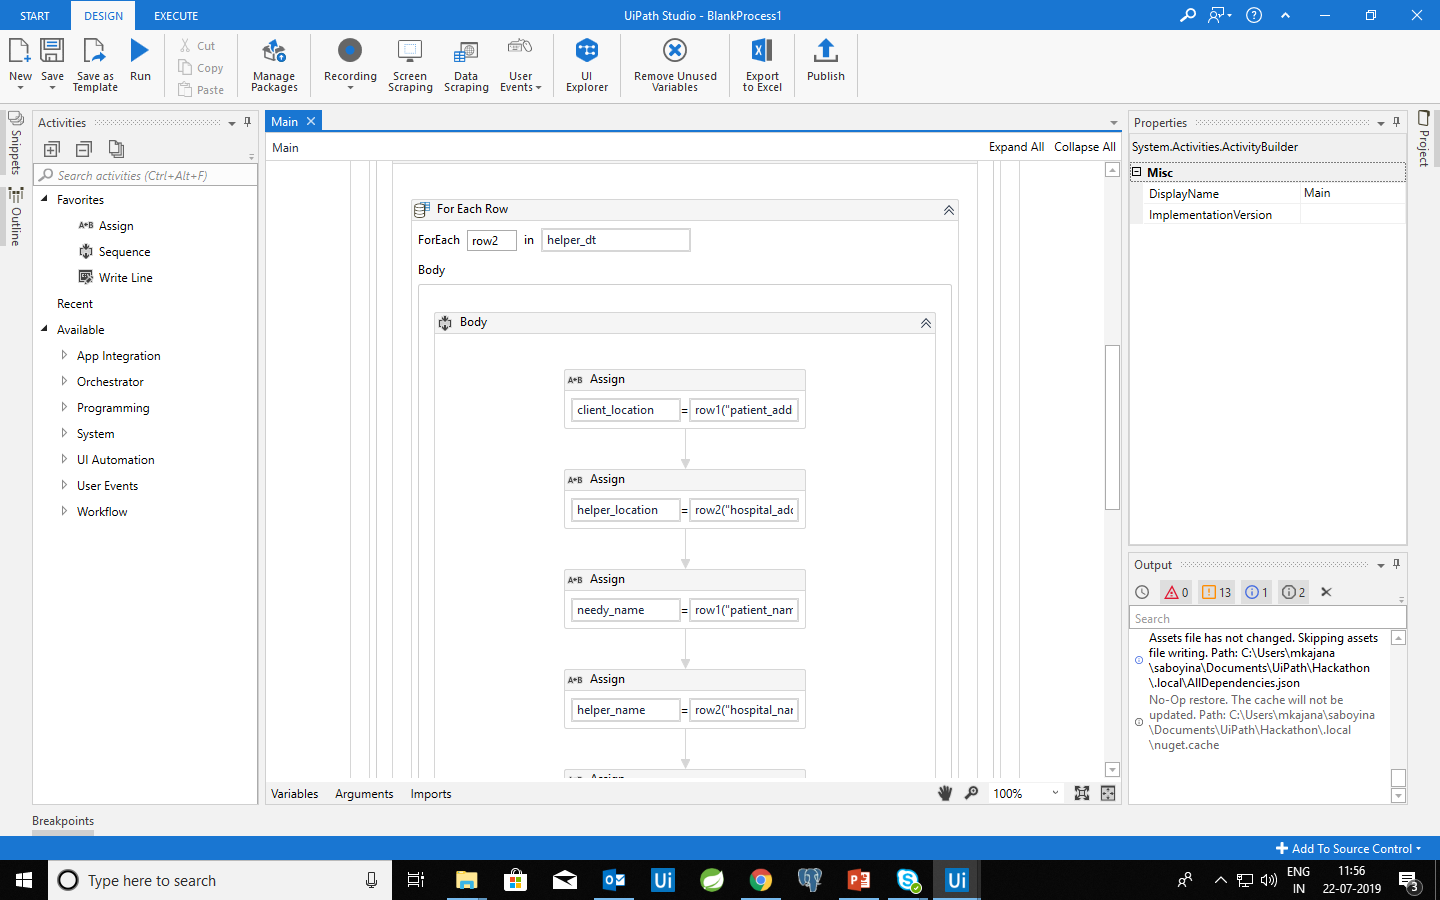 START
DESIGN
EXECUTE
UiPath Studio - BlankProcess1
New
Save
Save as
Template
Run
Cut
Copy
Paste
Manage
Packages
Recording
Screen
Scraping
Data
Scraping
User
Events
UI
Explorer
Remove Unused
Variables
Export
to Excel
Publish
Snippets
Outline
Activities
Search activities (Ctrl+Alt+F)
Favorites
A+B Assign
Sequence
Write Line
Recent
Available
App Integration
Orchestrator
Programming
System
UI Automation
User Events
Workflow
Main
Main
Expand All
Collapse All
For Each Row
ForEach row2 in helper_dt
Body
Body
A+B Assign
client_location = row1("patient_add
A+B Assign
helper_location = row2("hospital_add
A+B Assign
needy_name = row1("patient_nam
A+B Assign
helper_name = row2("hospital_nar
Assign
Variables
Arguments
Imports
100%
Properties
System.Activities.ActivityBuilder
Misc
DisplayName Main
ImplementationVersion
Project
Output
0
13
1
2
Search
Assets file has not changed. Skipping assets
file writing. Path: C:\Users\mkajana
\saboyina\Documents\UiPath\Hackathon
\.local\AllDependencies.json
No-Op restore. The cache will not be
updated. Path: C:\Users\mkajana\saboyina
\Documents\UiPath\Hackathon\.local
\nuget.cache
Breakpoints
Add To Source Control
Type here to search
Ui
Ui
ENG
IN
11:56
22-07-2019
3